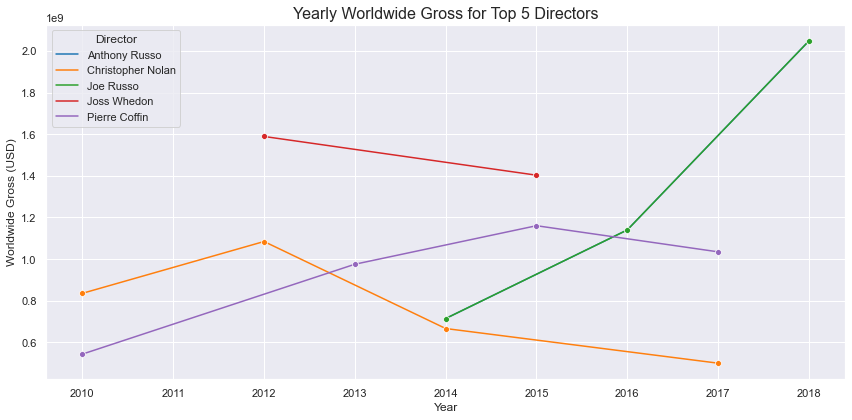 Yearly Worldwide Gross for Top 5 Directors
1e9
Director
Anthony Russo
Christopher Nolan
Joe Russo
Joss Whedon
Pierre Coffin
Worldwide Gross (USD)
2.0
1.8
1.6
1.4
1.2
1.0
0.8
0.6
2010 2011 2012 2013 2014 2015 2016 2017 2018
Year